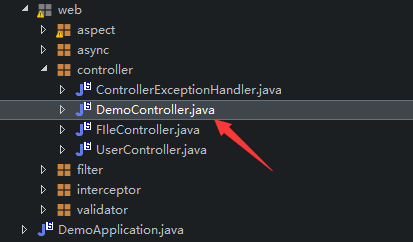 web
aspect
async
controller
ControllerExceptionHandler.java
DemoController.java
FIleController.java
UserController.java
filter
interceptor
validator
DemoApplication.java